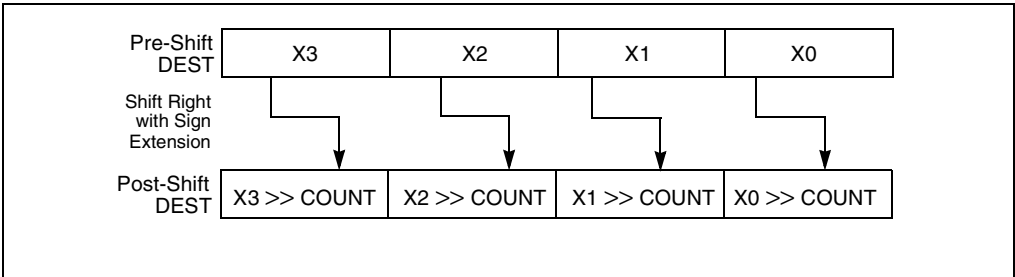 Pre-Shift
DEST
X3 X2 X1 X0
Shift Right
with Sign
Extension
Post-Shift
DEST
X3 >> COUNT X2 >> COUNT X1 >> COUNT X0 >> COUNT